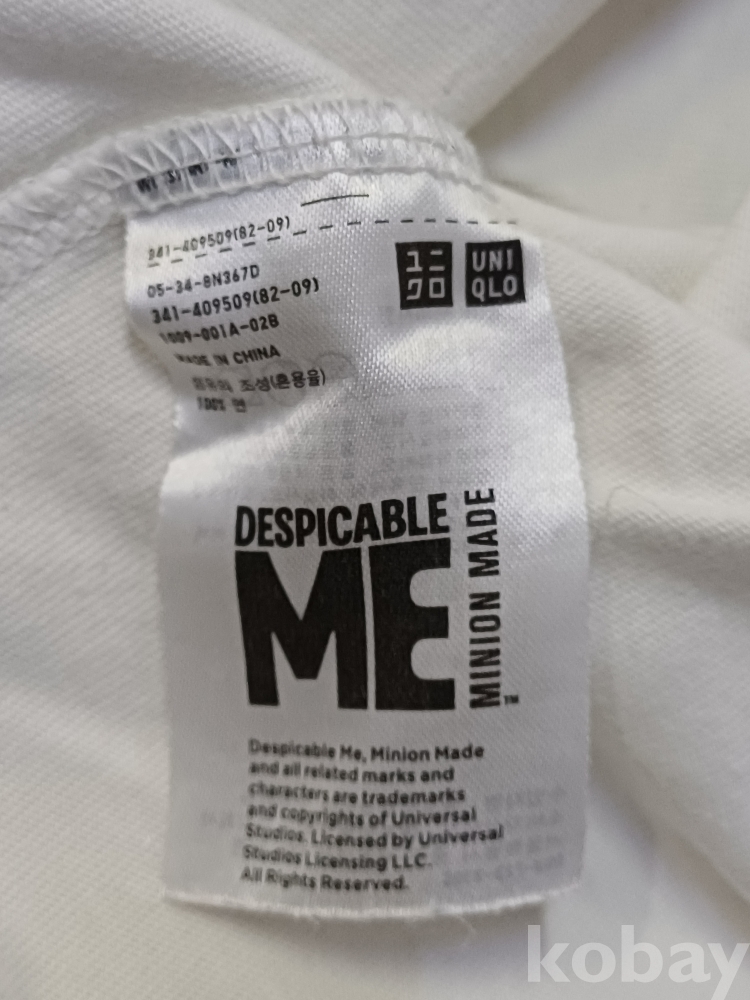 341-409509(82-09)
05-34-8N367D
341-409509(82-09)
1009-001A-02B
MADE IN CHINA
조성(혼용율)
100% 면
ユニ
クロ
UNI
QLO
DESPICABLE
ME
MINION MADE
™
Despicable Me, Minion Made
and all related marks and
characters are trademarks
and copyrights of Universal
Studios. Licensed by Universal
Studios Licensing LLC.
All Rights Reserved.
kobay